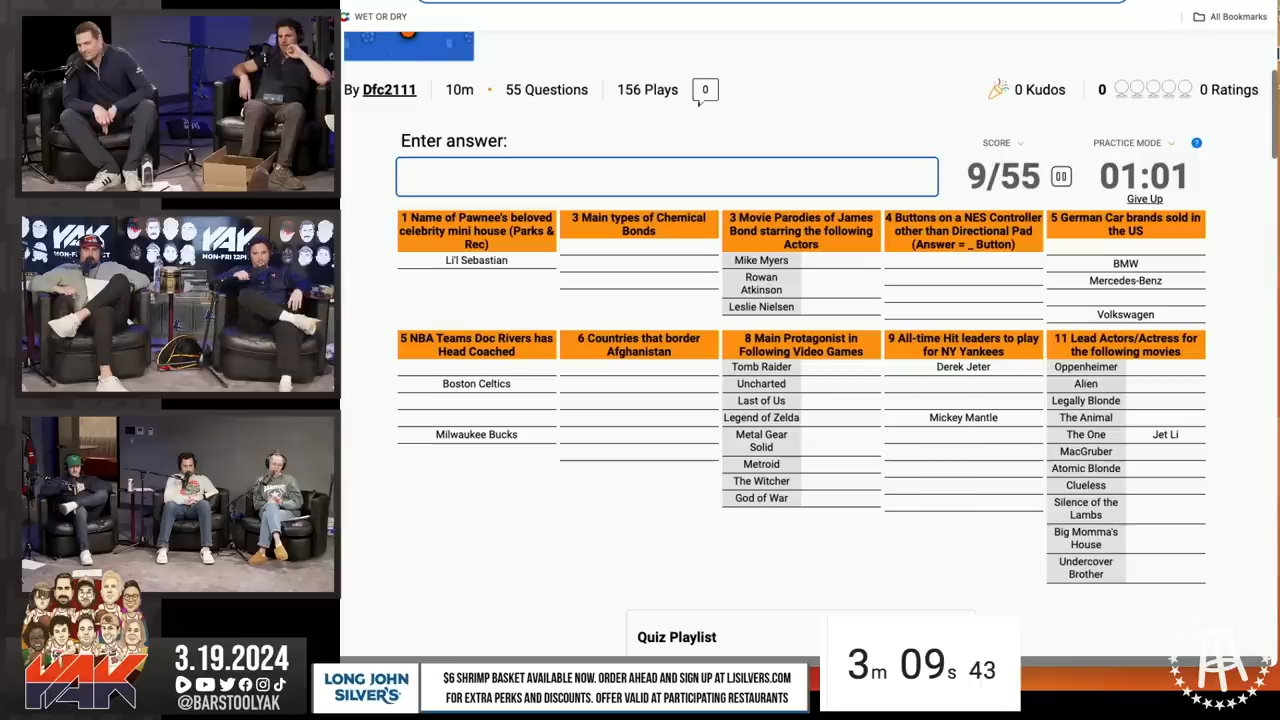 WET OR DRY
All Bookmarks
By Dfc2111
10m
55 Questions
156 Plays
0
0 Kudos
0
0 Ratings
Enter answer:
SCORE
PRACTICE MODE
?
9/55
01:01
Give Up
1 Name of Pawnee's beloved
celebrity mini house (Parks &
Rec)
Li'l Sebastian
3 Main types of Chemical
Bonds
3 Movie Parodies of James
Bond starring the following
Actors
Mike Myers
Rowan
Atkinson
Leslie Nielsen
4 Buttons on a NES Controller
other than Directional Pad
(Answer = _ Button)
5 German Car brands sold in
the US
BMW
Mercedes-Benz
Volkswagen
5 NBA Teams Doc Rivers has
Head Coached
Boston Celtics
Milwaukee Bucks
6 Countries that border
Afghanistan
8 Main Protagonist in
Following Video Games
Tomb Raider
Uncharted
Last of Us
Legend of Zelda
Metal Gear
Solid
Metroid
The Witcher
God of War
9 All-time Hit leaders to play
for NY Yankees
Derek Jeter
Mickey Mantle
11 Lead Actors/Actress for
the following movies
Oppenheimer
Alien
Legally Blonde
The Animal
The One Jet Li
MacGruber
Atomic Blonde
Clueless
Silence of the
Lambs
Big Momma's
House
Undercover
Brother
Quiz Playlist
3m 09s 43
YAK
MON-FRI 12PM
YAK
MON-FRI 12PM
YAK
3.19.2024
@BARSTOOLYAK
LONG JOHN
SILVER'S
$6 SHRIMP BASKET AVAILABLE NOW. ORDER AHEAD AND SIGN UP AT LJSILVERS.COM
FOR EXTRA PERKS AND DISCOUNTS. OFFER VALID AT PARTICIPATING RESTAURANTS